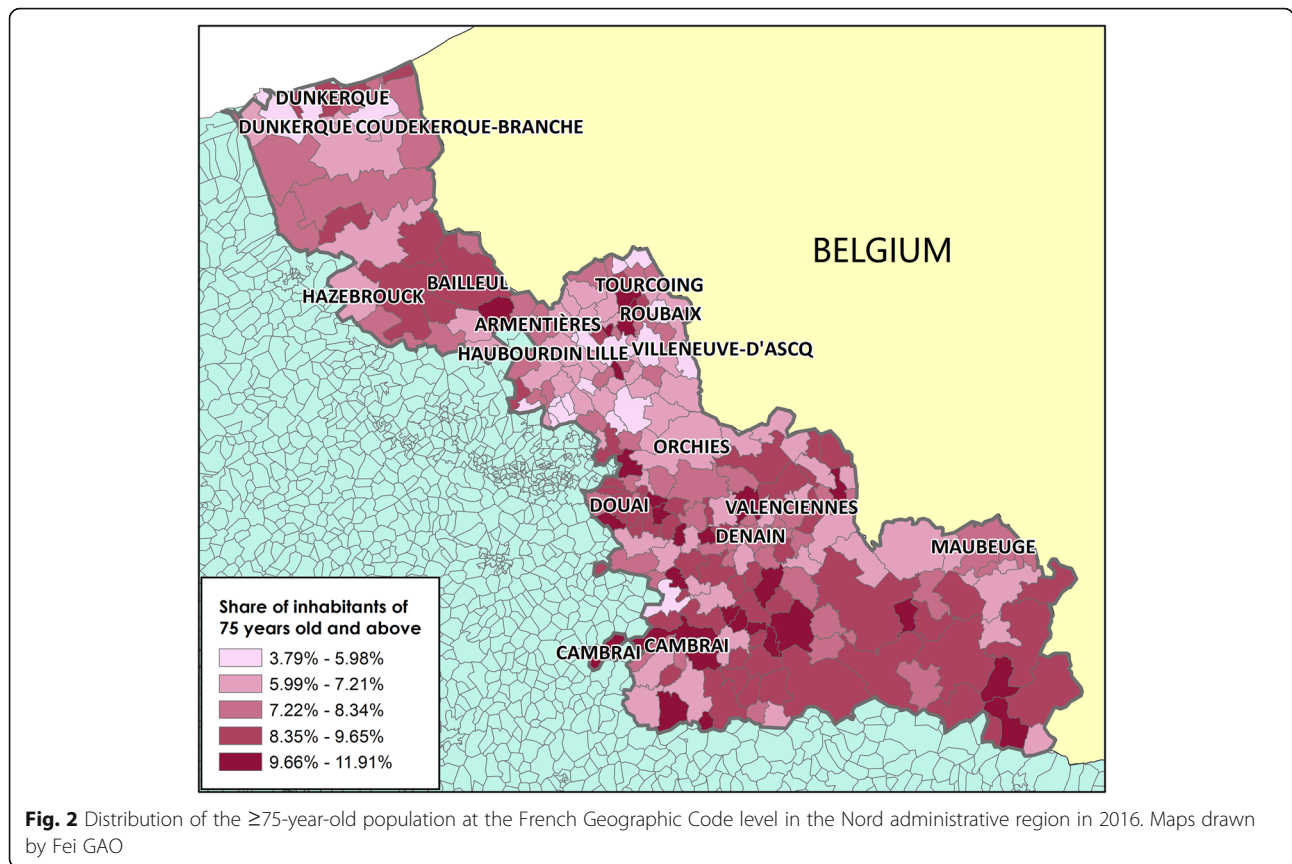 DUNKERQUE
DUNKERQUE COUDEKERQUE-BRANCHE
BELGIUM
BAILLEUL
TOURCOING
HAZEBROUCK
ROUBAIX
ARMENTIÈRES
HAUBOURDIN LILLE VILLENEUVE-D'ASCQ
ORCHIES
DOUAI
VALENCIENNES
DENAIN
MAUBEUGE
CAMBRAI CAMBRAI
Share of inhabitants of
75 years old and above
3.79% - 5.98%
5.99% - 7.21%
7.22% - 8.34%
8.35% - 9.65%
9.66% - 11.91%
Fig. 2 Distribution of the ≥75-year-old population at the French Geographic Code level in the Nord administrative region in 2016. Maps drawn
by Fei GAO